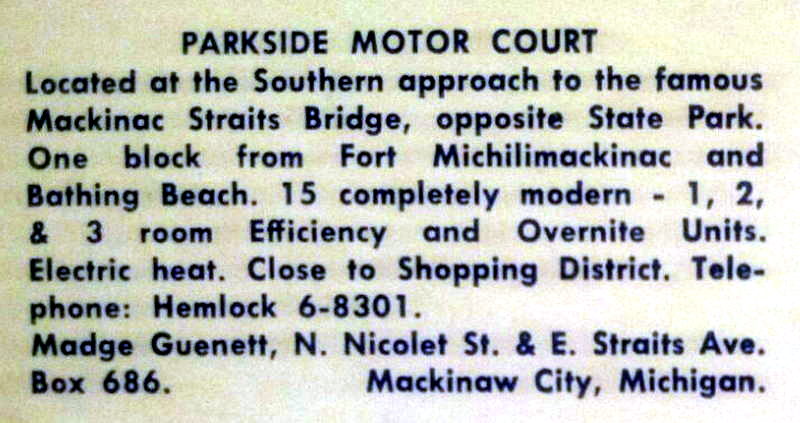 PARKSIDE MOTOR COURT
Located at the Southern approach to the famous
Mackinac Straits Bridge, opposite State Park.
One block from Fort Michilimackinac and
Bathing Beach. 15 completely modern - 1, 2,
& 3 room Efficiency and Overnite Units.
Electric heat. Close to Shopping District. Tele-
phone: Hemlock 6-8301.
Madge Guenett, N. Nicolet St. & E. Straits Ave.
Box 686. Mackinaw City, Michigan.